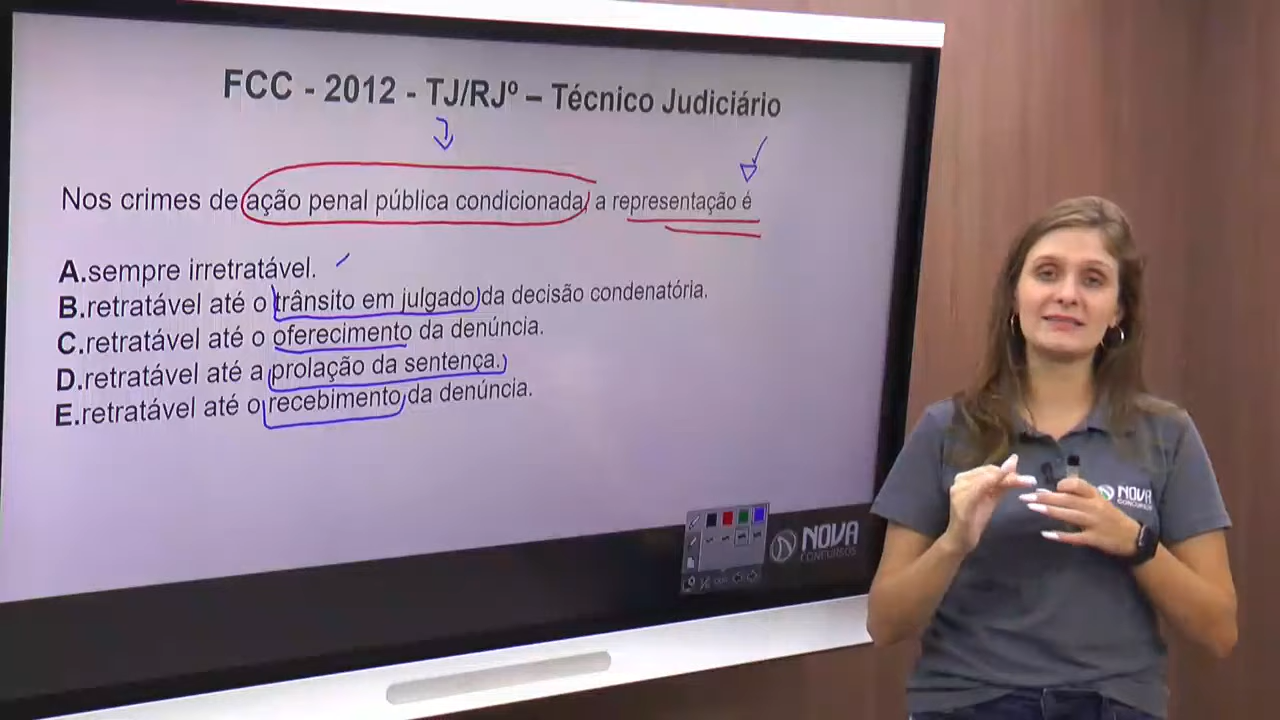 FCC - 2012 - TJ/RJº – Técnico Judiciário
Nos crimes de ação penal pública condicionada, a representação é
A.sempre irretratável.
B.retratável até o trânsito em julgado da decisão condenatória.
C.retratável até o oferecimento da denúncia.
D.retratável até a prolação da sentença.
E.retratável até o recebimento da denúncia.
NOVA
CONCURSOS
NOVA
CONCURSOS